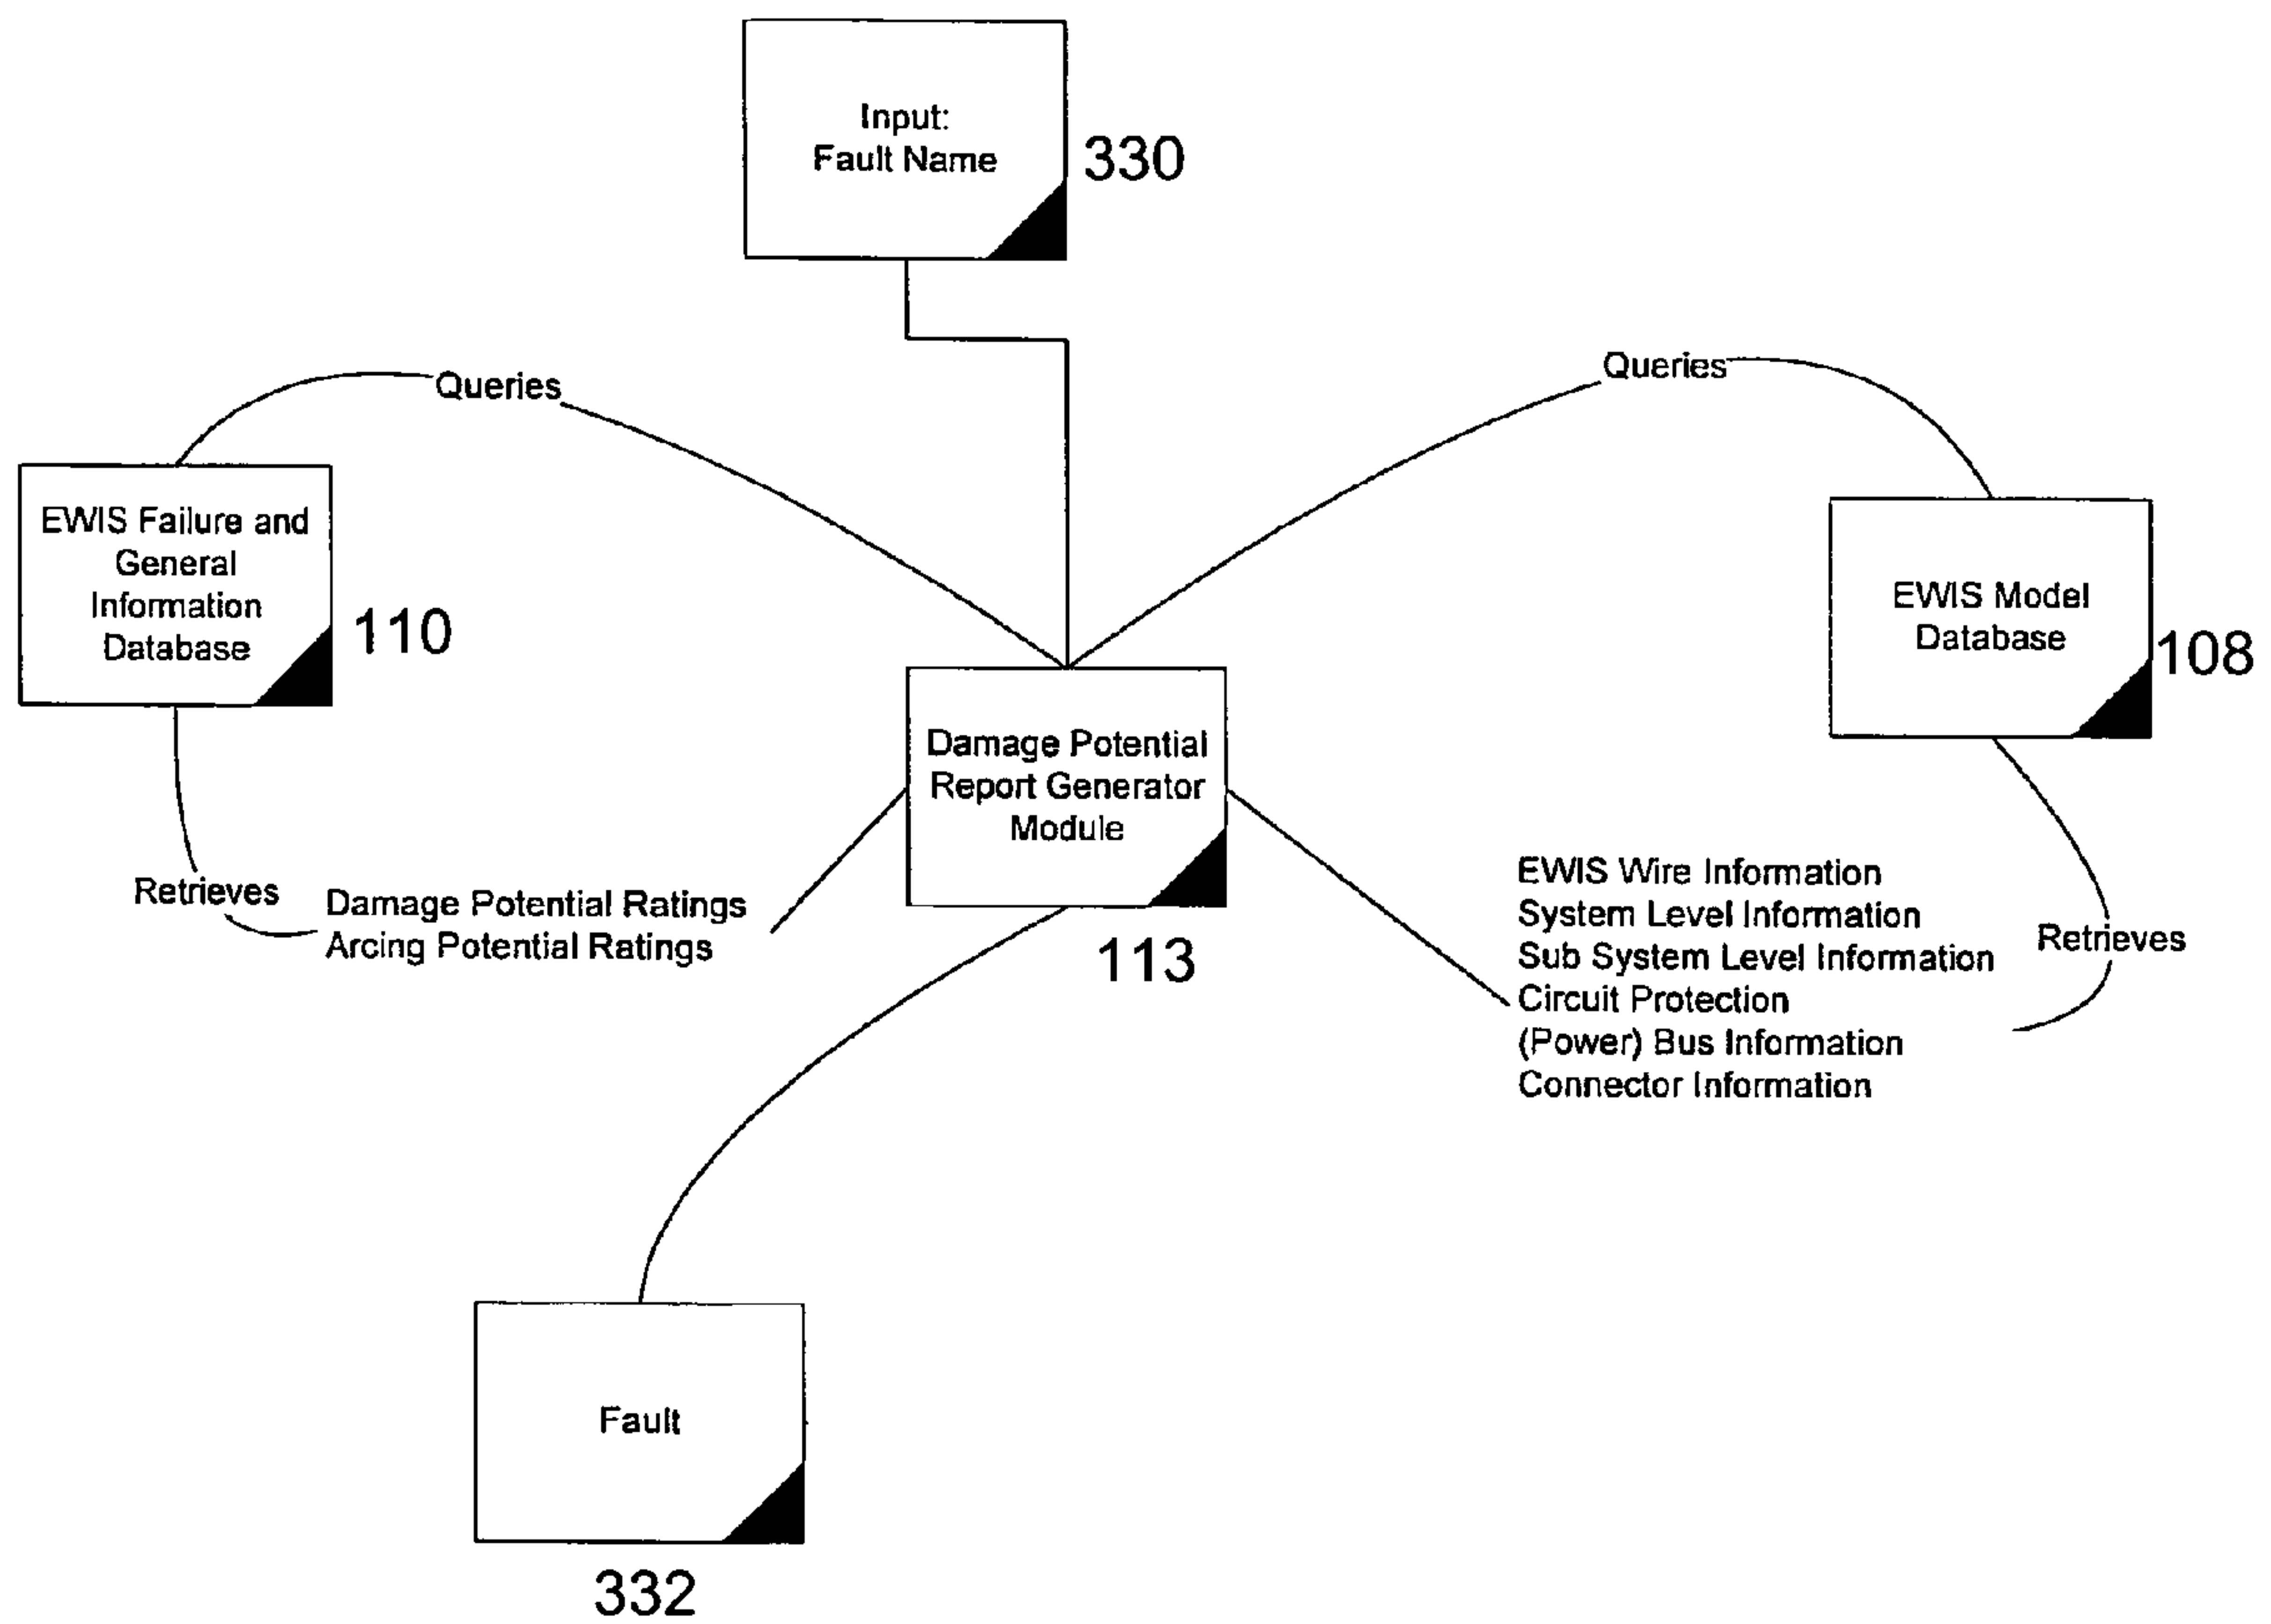 Input:
Fault Name
330
Queries
Queries
EWIS Failure and
General
Information
Database
110
EWIS Model
Database
108
Damage Potential
Report Generator
Module
113
Retrieves
Damage Potential Ratings
Arcing Potential Ratings
EWIS Wire Information
System Level Information
Sub System Level Information
Circuit Protection
(Power) Bus Information
Connector Information
Retrieves
Fault
332